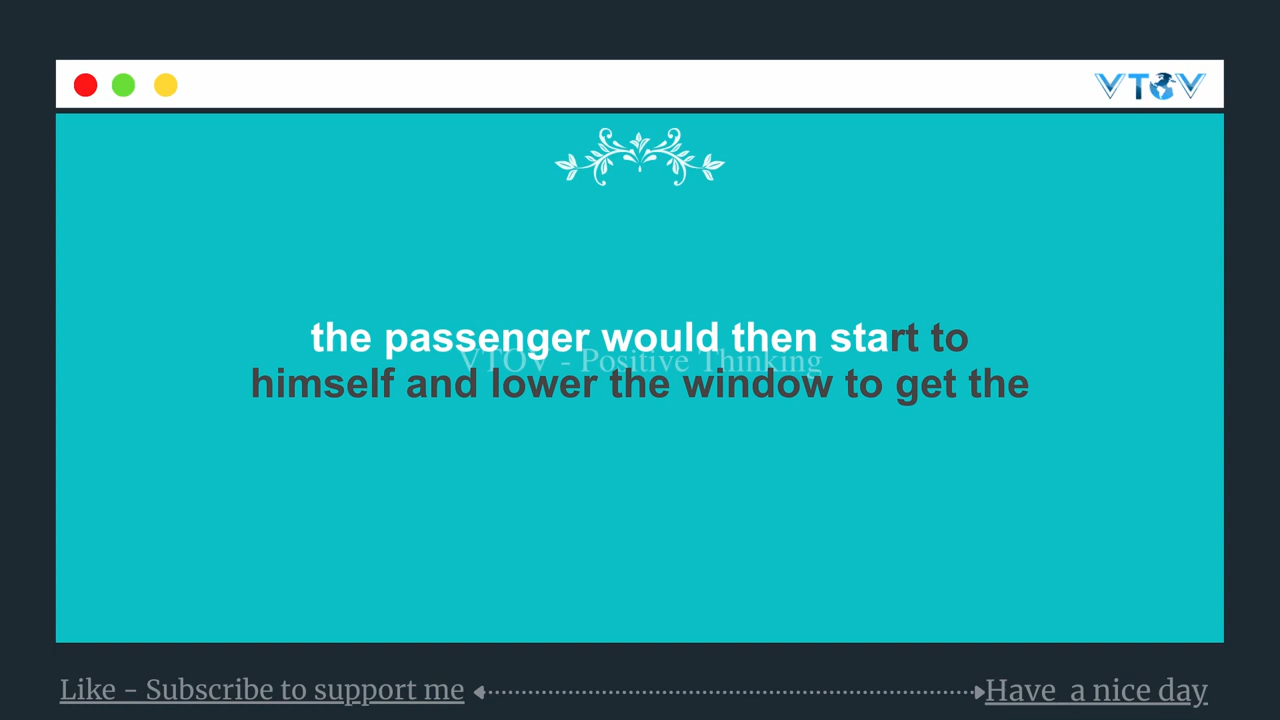 VTOV
the passenger would then start to
VTOV - Positive Thinking
himself and lower the window to get the
Like - Subscribe to support me
Have a nice day